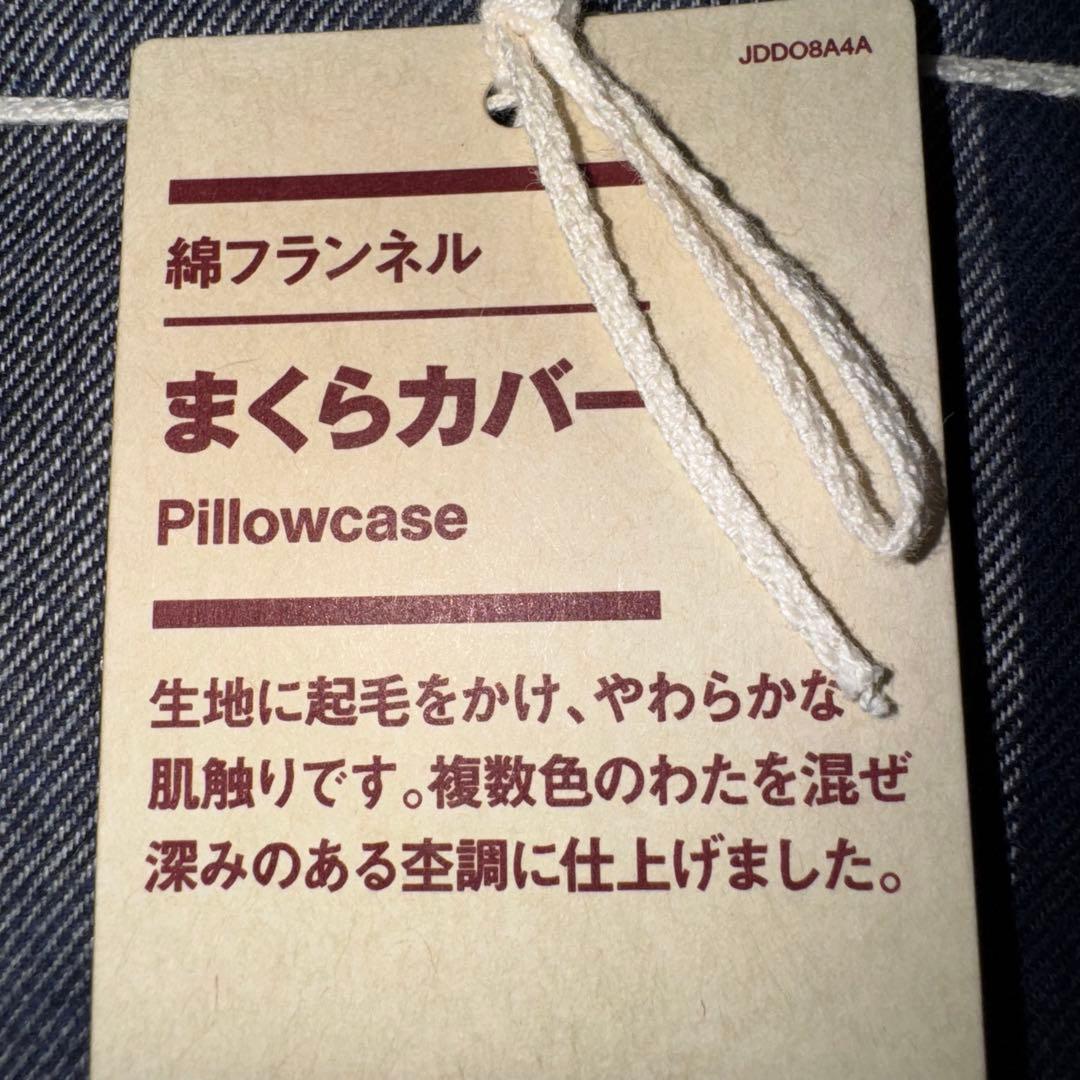 JDD08A4A
綿フランネル
まくらカバー
Pillowcase
生地に起毛をかけ、やわらかな
肌触りです。複数色のわたを混ぜ
深みのある杢調に仕上げました。